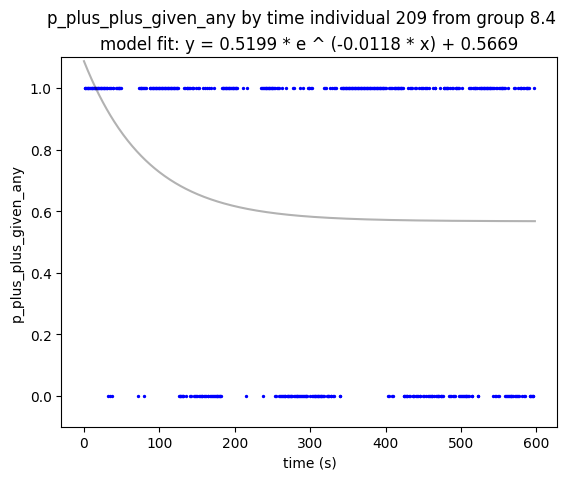 p_plus_plus_given_any by time individual 209 from group 8.4
model fit: y = 0.5199 * e ^ (-0.0118 * x) + 0.5669
p_plus_plus_given_any
1.0
0.8
0.6
0.4
0.2
0.0
0 100 200 300 400 500 600
time (s)